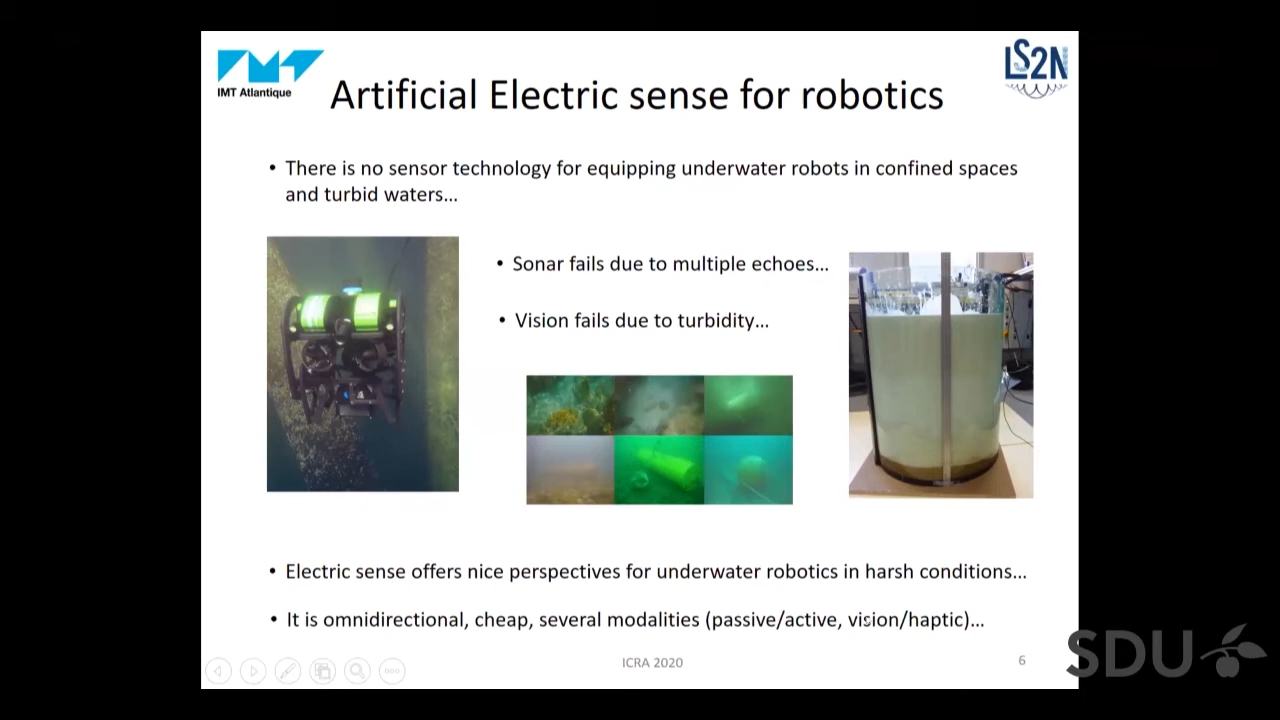 IMT Atlantique
LS2N
Artificial Electric sense for robotics
• There is no sensor technology for equipping underwater robots in confined spaces
and turbid waters...
• Sonar fails due to multiple echoes...
• Vision fails due to turbidity...
• Electric sense offers nice perspectives for underwater robotics in harsh conditions...
• It is omnidirectional, cheap, several modalities (passive/active, vision/haptic)...
ICRA 2020
6
SDU